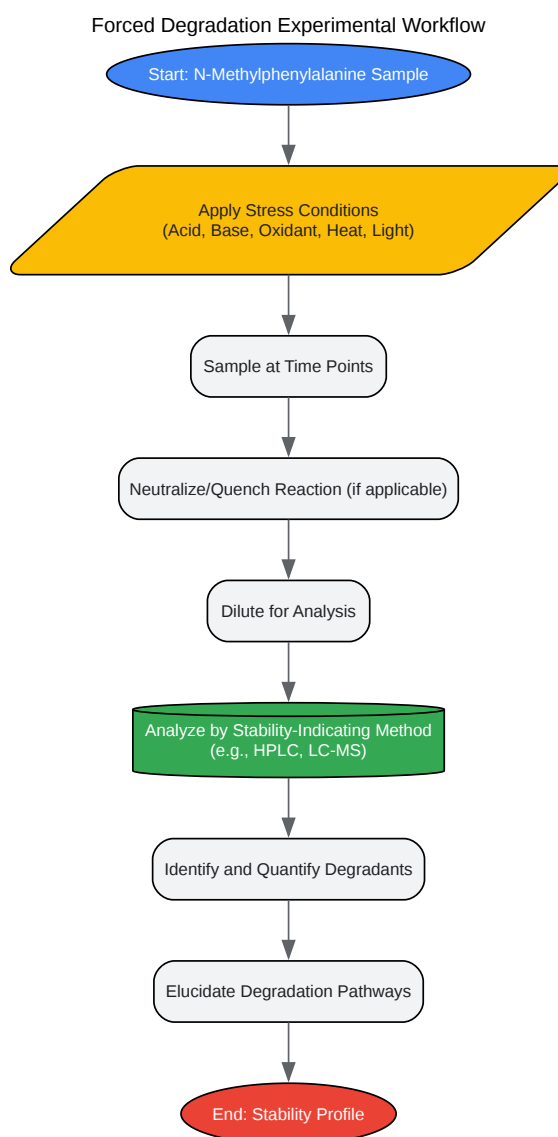 Forced Degradation Experimental Workflow
Start: N-Methylphenylalanine Sample
Apply Stress Conditions
(Acid, Base, Oxidant, Heat, Light)
Sample at Time Points
Neutralize/Quench Reaction (if applicable)
Dilute for Analysis
Analyze by Stability-Indicating Method
(e.g., HPLC, LC-MS)
Identify and Quantify Degradants
Elucidate Degradation Pathways
End: Stability Profile